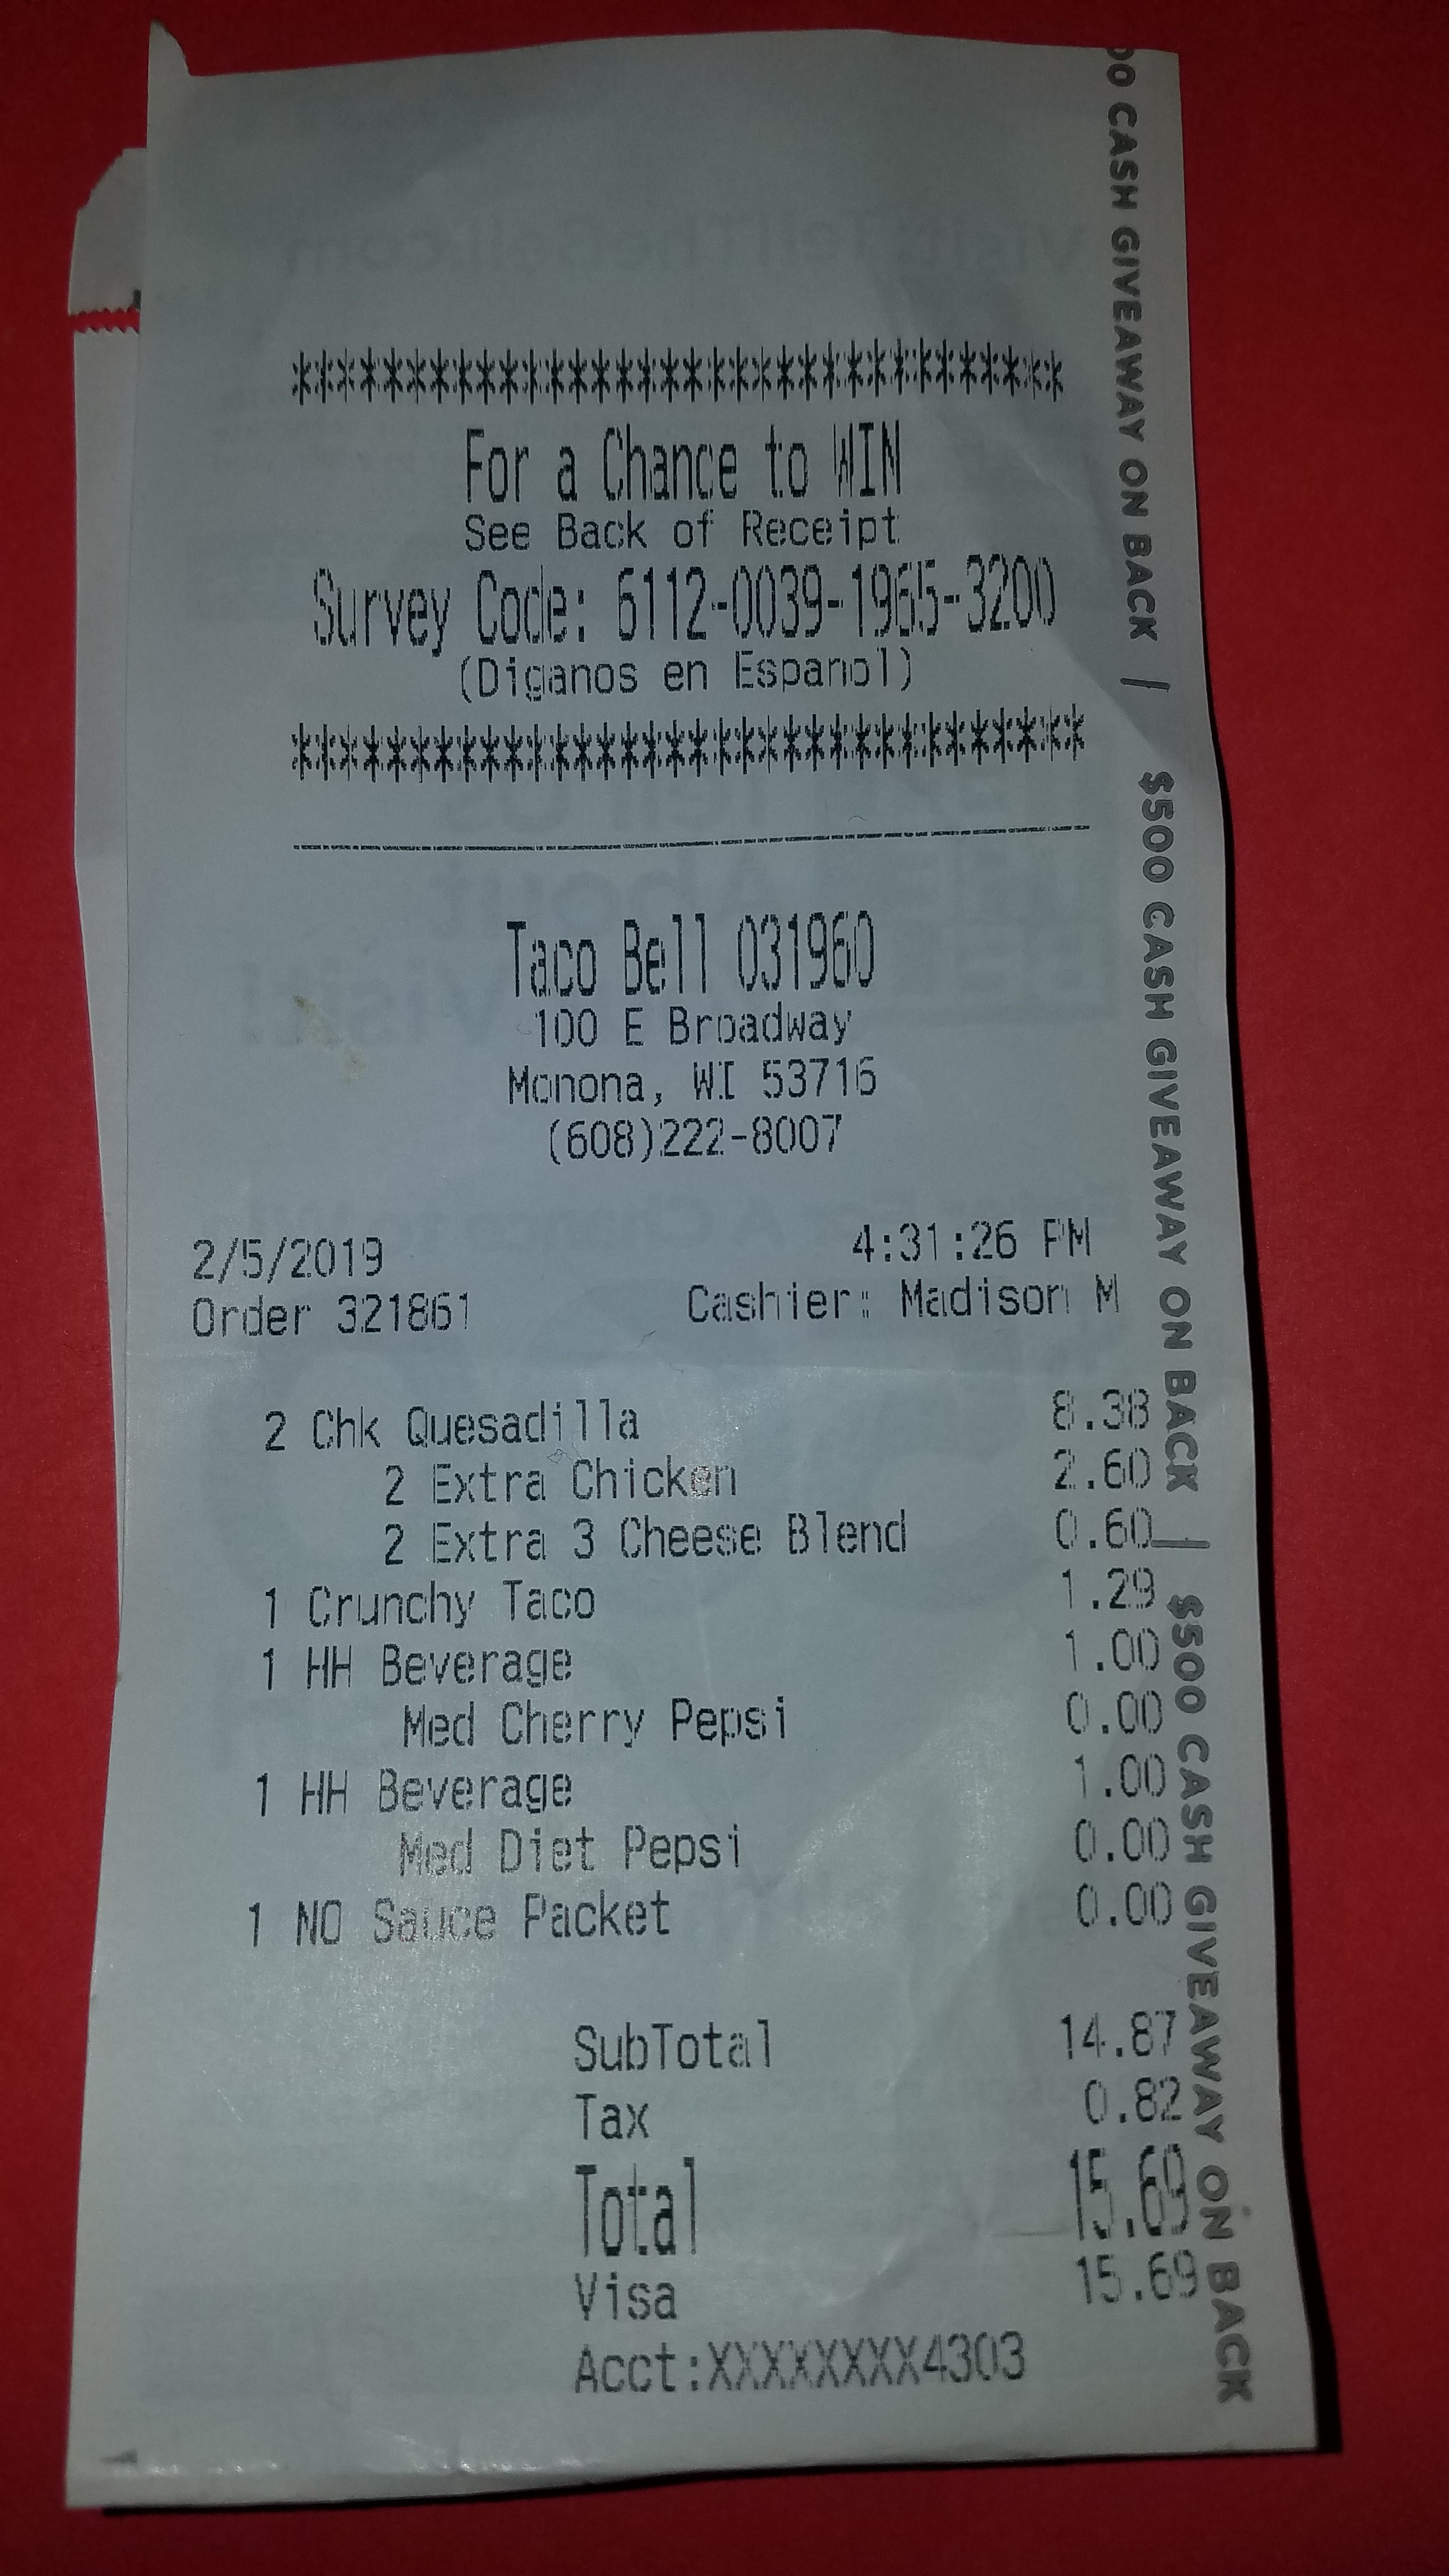 *********************************
For a Chance to WIN
See Back of Receipt
Survey Code: 6112-0039-1965-3200
(Diganos en Espanol)
*********************************
Taco Bell 031960
100 E Broadway
Monona, WI 53716
(608)222-8007
2/5/2019 4:31:26 PM
Order 321861 Cashier: Madison M
2 Chk Quesadilla 8.38
2 Extra Chicken 2.60
2 Extra 3 Cheese Blend 0.60
1 Crunchy Taco 1.29
1 HH Beverage 1.00
Med Cherry Pepsi 0.00
1 HH Beverage 1.00
Med Diet Pepsi 0.00
1 NO Sauce Packet 0.00
SubTotal 14.87
Tax 0.82
Total 15.69
Visa 15.69
Acct:XXXXXXXX4303
00 CASH GIVEAWAY ON BACK | $500 CASH GIVEAWAY ON BACK | $500 CASH GIVEAWAY ON BACK